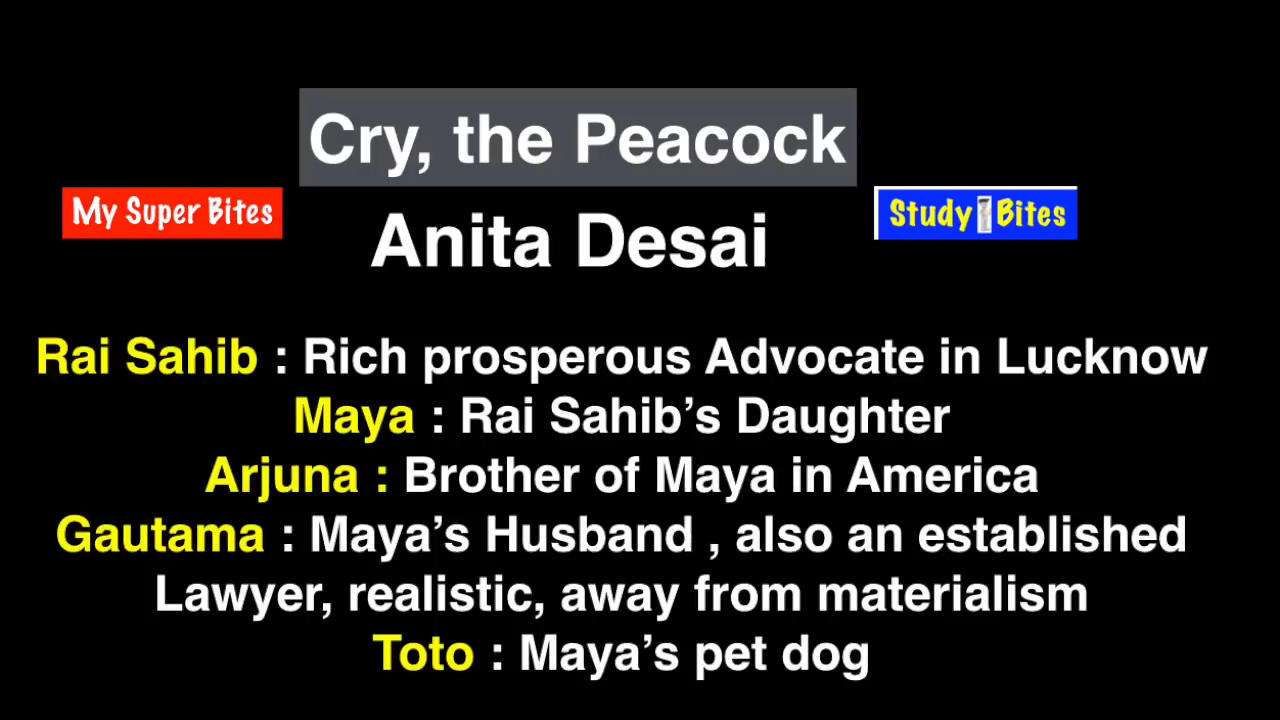 Cry, the Peacock
My Super Bites
Study Bites
Anita Desai
Rai Sahib : Rich prosperous Advocate in Lucknow
Maya : Rai Sahib’s Daughter
Arjuna : Brother of Maya in America
Gautama : Maya’s Husband , also an established
Lawyer, realistic, away from materialism
Toto : Maya’s pet dog